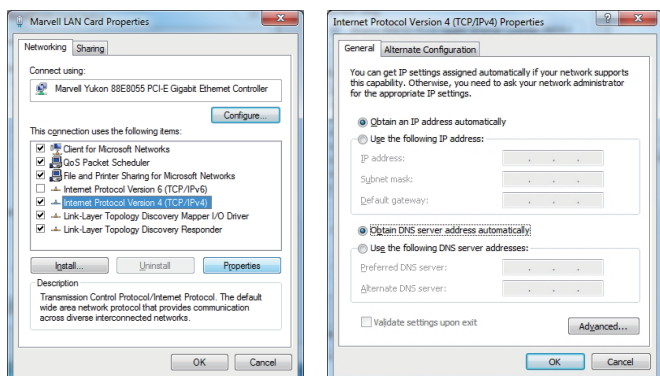 Marvell LAN Card Properties
Networking
Sharing
Connect using:
Marvell Yukon 88E8055 PCI-E Gigabit Ethernet Controller
Configure...
This connection uses the following items:
Client for Microsoft Networks
QoS Packet Scheduler
File and Printer Sharing for Microsoft Networks
Internet Protocol Version 6 (TCP/IPv6)
Internet Protocol Version 4 (TCP/IPv4)
Link-Layer Topology Discovery Mapper I/O Driver
Link-Layer Topology Discovery Responder
Install...
Uninstall
Properties
Description
Transmission Control Protocol/Internet Protocol. The default
wide area network protocol that provides communication
across diverse interconnected networks.
OK
Cancel
Internet Protocol Version 4 (TCP/IPv4) Properties
General
Alternate Configuration
You can get IP settings assigned automatically if your network supports
this capability. Otherwise, you need to ask your network administrator
for the appropriate IP settings.
Obtain an IP address automatically
Use the following IP address:
IP address:
Subnet mask:
Default gateway:
Obtain DNS server address automatically
Use the following DNS server addresses:
Preferred DNS server:
Alternate DNS server:
Validate settings upon exit
Advanced...
OK
Cancel